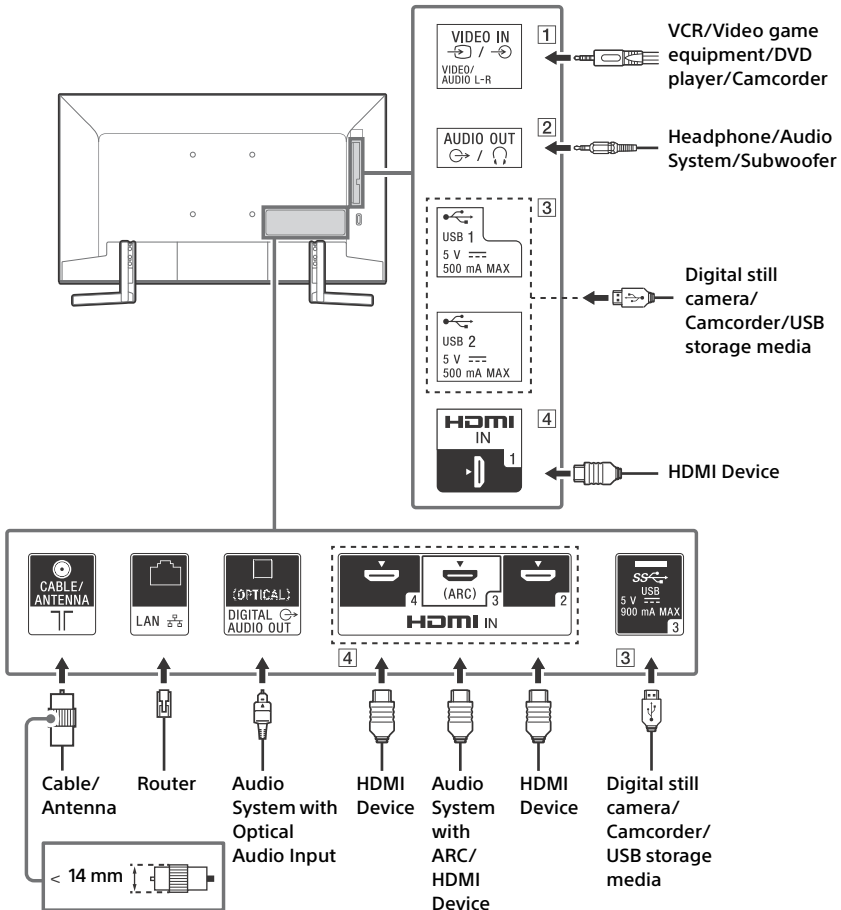 VIDEO IN
/
VIDEO/
AUDIO L-R
1
VCR/Video game
equipment/DVD
player/Camcorder
AUDIO OUT
/
2
Headphone/Audio
System/Subwoofer
3
USB 1
5 V
500 mA MAX
USB 2
5 V
500 mA MAX
Digital still
camera/
Camcorder/USB
storage media
4
HDMI
IN
1
HDMI Device
CABLE/
ANTENNA
LAN
(OPTICAL)
DIGITAL
AUDIO OUT
4
(ARC)
3
2
HDMI IN
SS
USB
5 V
900 mA MAX
3
4
3
Cable/
Antenna
Router
Audio
System with
Optical
Audio Input
HDMI
Device
Audio
System
with
ARC/
HDMI
Device
HDMI
Device
Digital still
camera/
Camcorder/
USB storage
media
< 14 mm